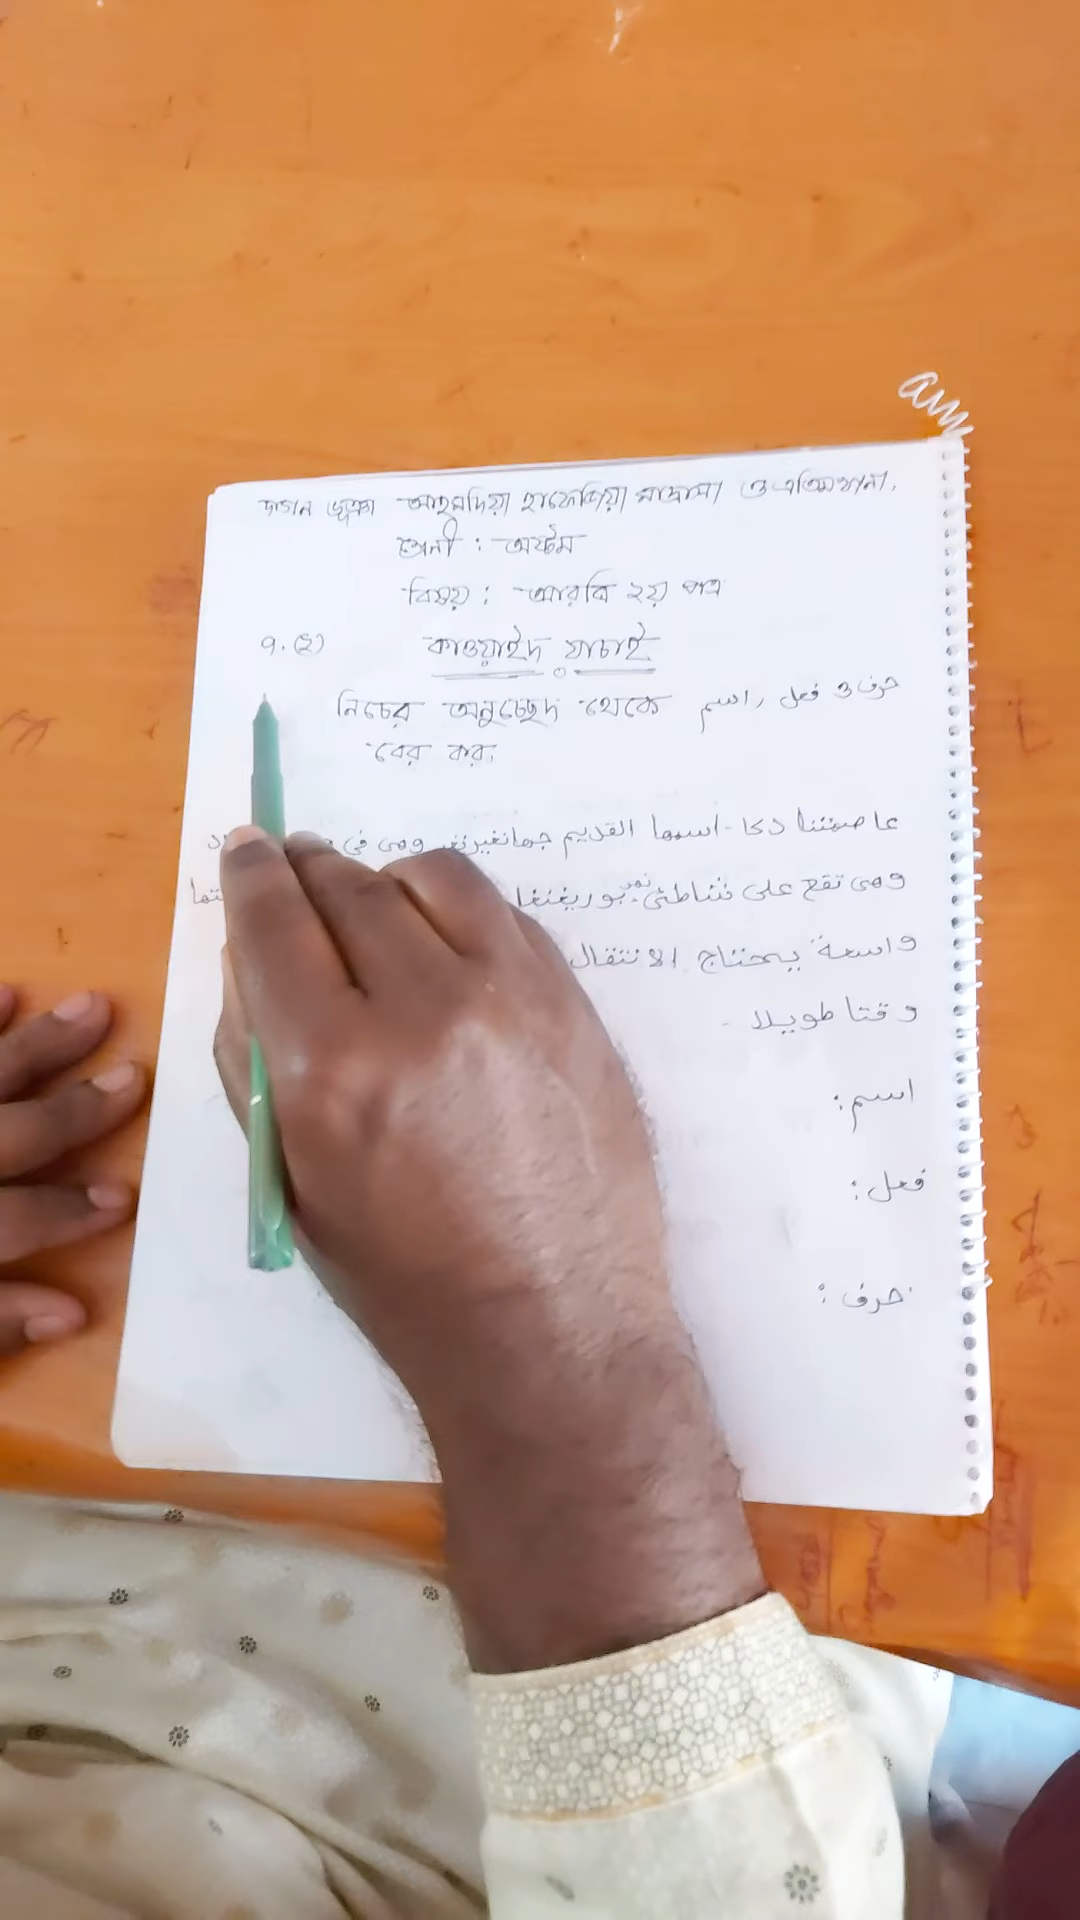 আহমদিয়া হাফেজিয়া মাদ্রাসা ও এতিমখানা,
শ্রেনী : অষ্টম
বিষয় : আরবি ২য় পত্র
৭. (২) কাওয়াইদ যাচাই
নিচের অনুচ্ছেদ থেকে اسم, فعل ও حرف
বের কর,
عاصمتنا دكا - اسمها القديم جهانغيرنغر وهي في
وهي تقع على شاطئ نهر بوريغنغا
واسعة يحتاج الانتقال
وقتا طويلا -
اسم :
فعل :
حرف :